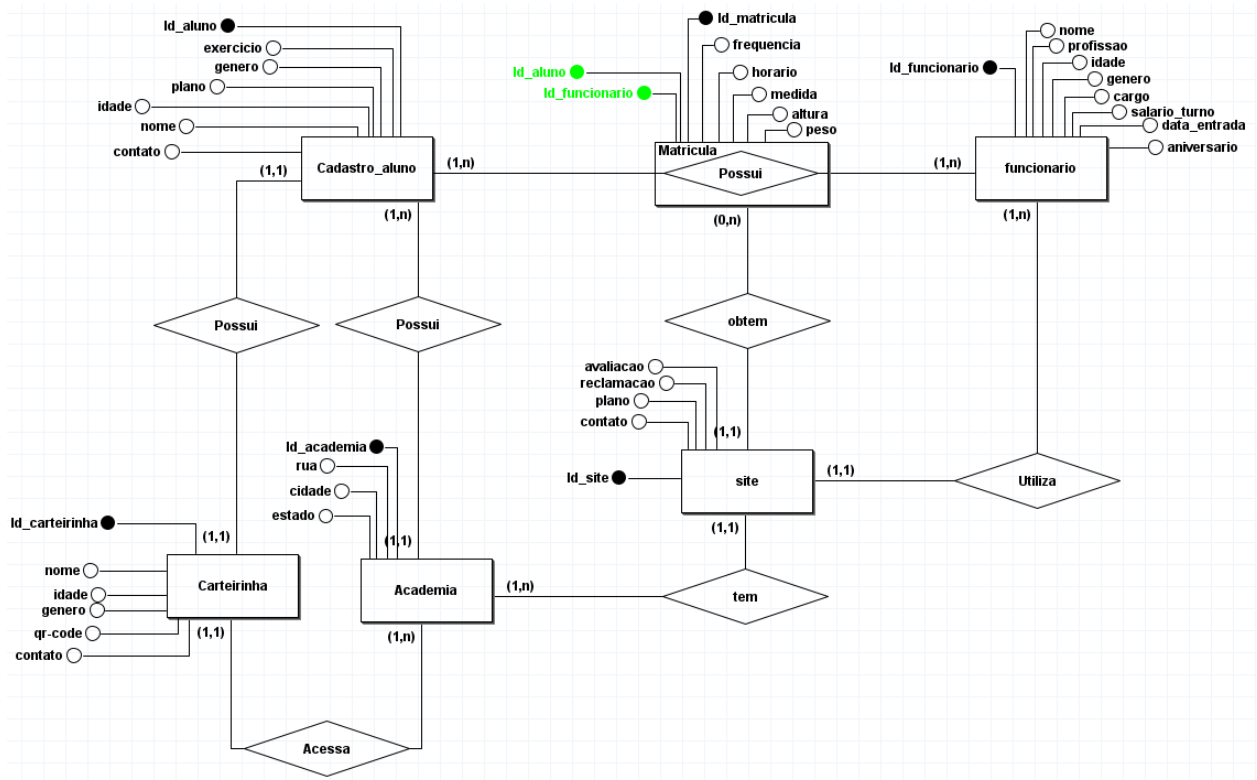 Id_aluno
exercicio
genero
plano
idade
nome
contato
Cadastro_aluno
(1,1)
(1,n)
(1,n)
Id_matricula
frequência
horario
medida
altura
peso
Id_aluno
Id_funcionario
Matricula
Possui
(0,n)
(1,n)
nome
profissao
idade
genero
cargo
salario_turno
data_entrada
aniversario
Id_funcionario
funcionario
(1,n)
Possui
Possui
obtem
avaliacao
reclamacao
plano
contato
(1,1)
Id_site
site
(1,1)
(1,1)
Utiliza
Id_academia
rua
cidade
estado
(1,1)
Academia
(1,n)
(1,n)
tem
Id_carteirinha
(1,1)
nome
idade
genero
qr-code
contato
Carteirinha
(1,1)
Acessa